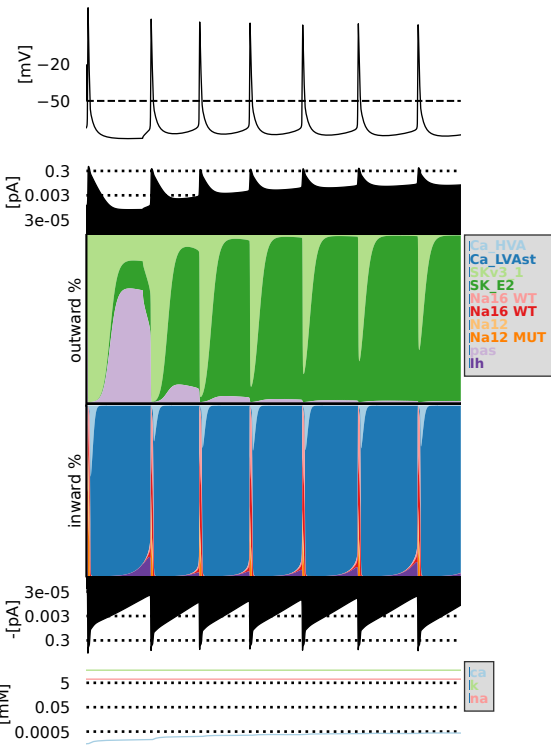 [mV]
−20
−50
[pA]
0.3
0.003
3e-05
outward %
Ca_HVA
Ca_LVAst
SKv3_1
SK_E2
Na16 WT
Na16 WT
Na12
Na12 MUT
pas
Ih
inward %
-[pA]
3e-05
0.003
0.3
[mM]
5
0.05
0.0005
ca
k
na